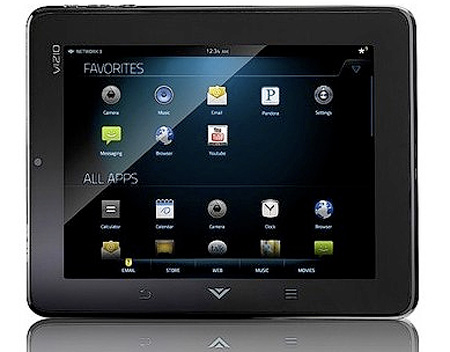 VIZIO
NETWORK 3 12:34 AM
FAVORITES
Camera Music Email Pandora Settings
Messaging Browser Youtube
ALL APPS
Calculator Calendar Camera Clock Browser
EMAIL STORE WEB MUSIC MOVIES